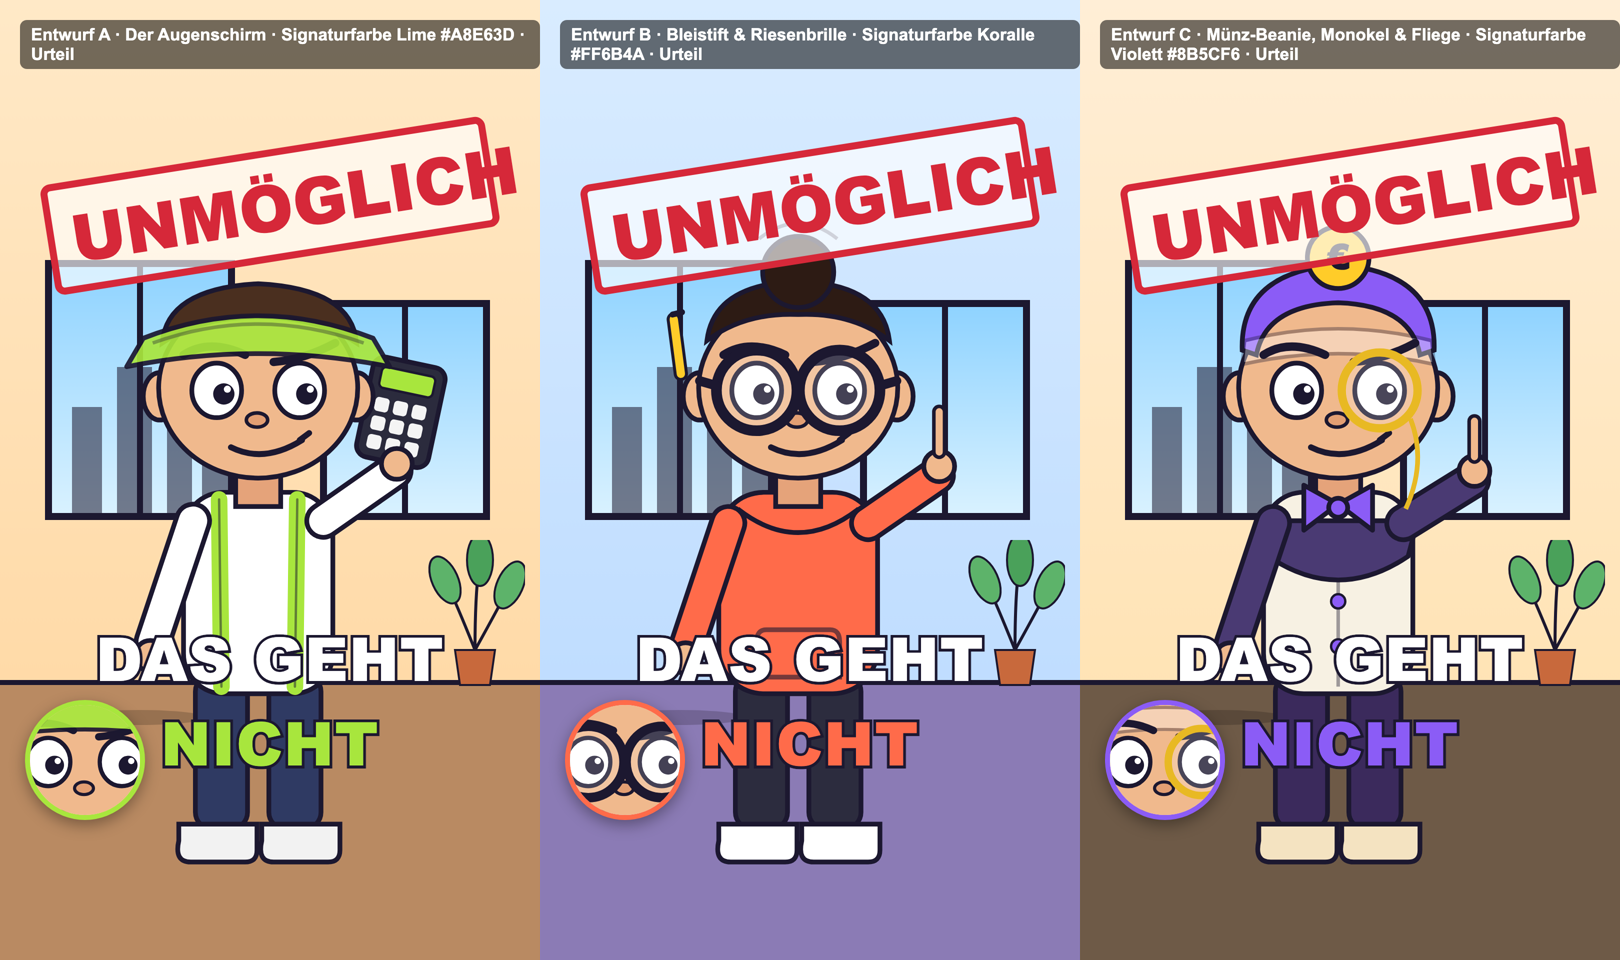 Entwurf A · Der Augenschirm · Signaturfarbe Lime #A8E63D ·
Urteil
UNMÖGLICH
DAS GEHT
NICHT
Entwurf B · Bleistift & Riesenbrille · Signaturfarbe Koralle
#FF6B4A · Urteil
UNMÖGLICH
DAS GEHT
NICHT
Entwurf C · Münz-Beanie, Monokel & Fliege · Signaturfarbe
Violett #8B5CF6 · Urteil
UNMÖGLICH
€
DAS GEHT
NICHT